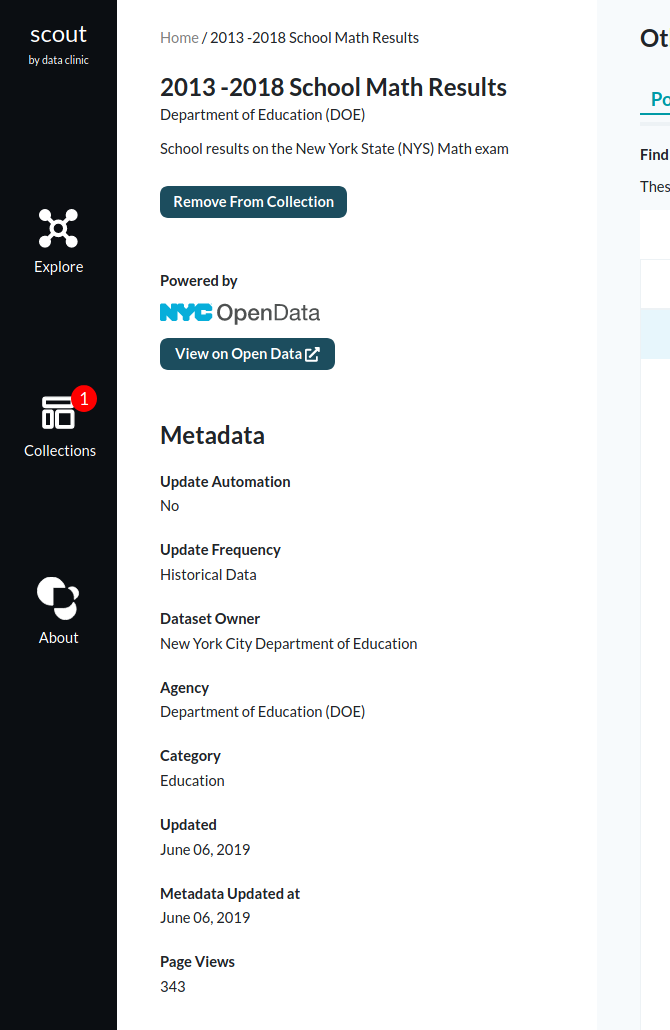 scout
by data clinic
Explore
1
Collections
About
Home / 2013 -2018 School Math Results
2013 -2018 School Math Results
Department of Education (DOE)
School results on the New York State (NYS) Math exam
Remove From Collection
Powered by
NYC OpenData
View on Open Data
Metadata
Update Automation
No
Update Frequency
Historical Data
Dataset Owner
New York City Department of Education
Agency
Department of Education (DOE)
Category
Education
Updated
June 06, 2019
Metadata Updated at
June 06, 2019
Page Views
343
Find